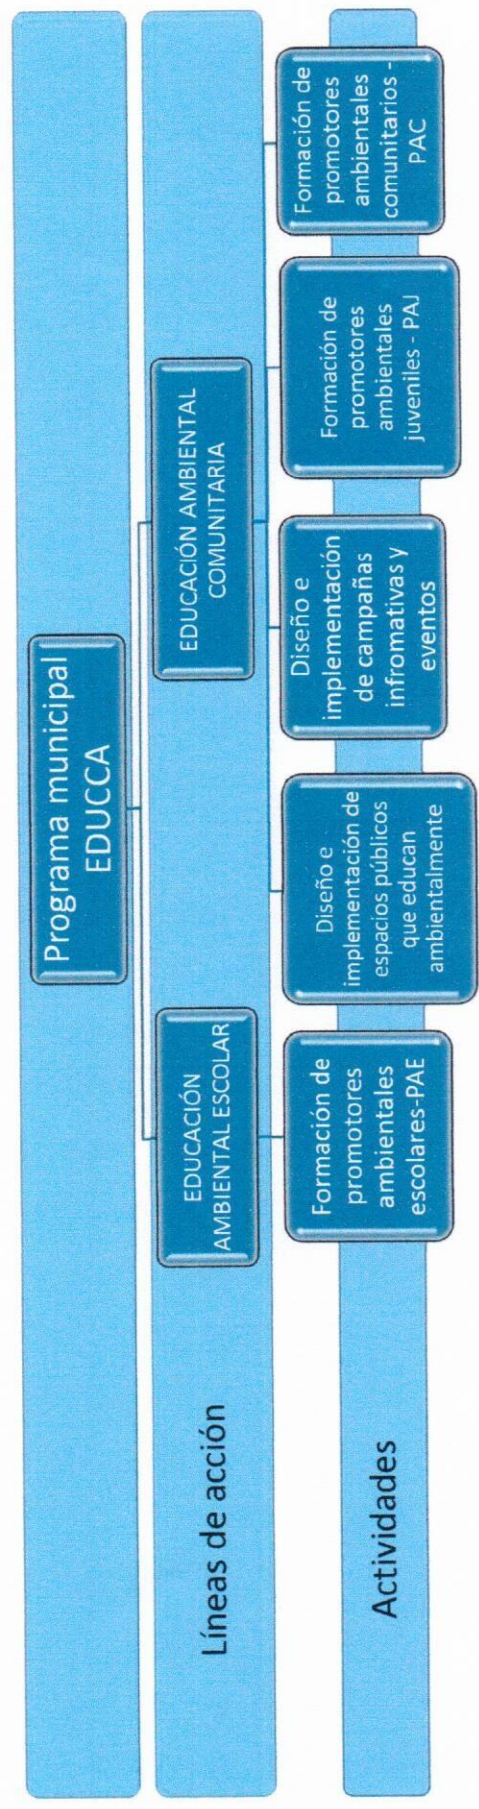 Programa municipal
EDUCCA
Líneas de acción
EDUCACIÓN
AMBIENTAL ESCOLAR
EDUCACIÓN AMBIENTAL
COMUNITARIA
Actividades
Formación de
promotores
ambientales
escolares-PAE
Diseño e
implementación de
espacios públicos
que educan
ambientalmente
Diseño e
implementación
de campañas
infromativas y
eventos
Formación de
promotores
ambientales
juveniles - PAJ
Formación de
promotores
ambientales
comunitarios -
PAC